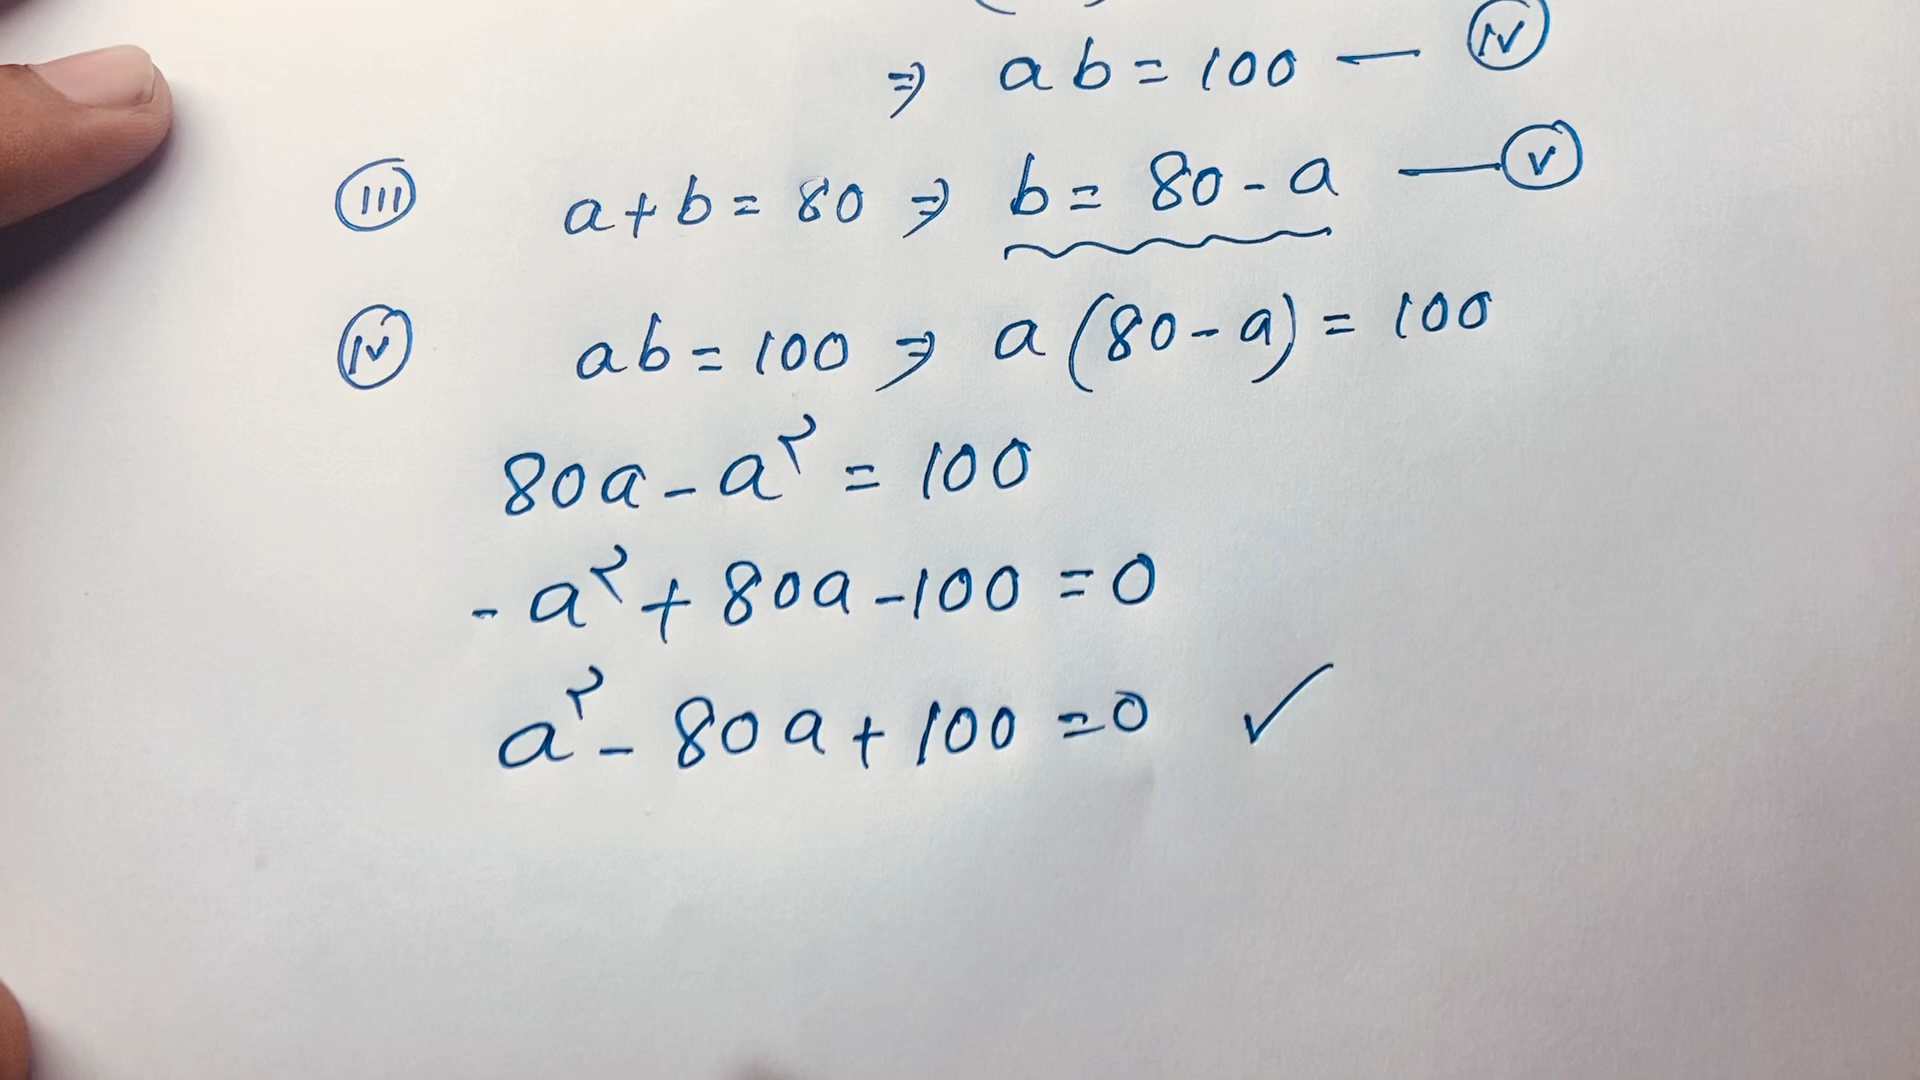 ⇒ ab = 100 — (IV)
(III) a + b = 80 ⇒ b = 80 - a — (V)
(IV) ab = 100 ⇒ a(80 - a) = 100
80a - a² = 100
- a² + 80a - 100 = 0
a² - 80a + 100 = 0 ✓